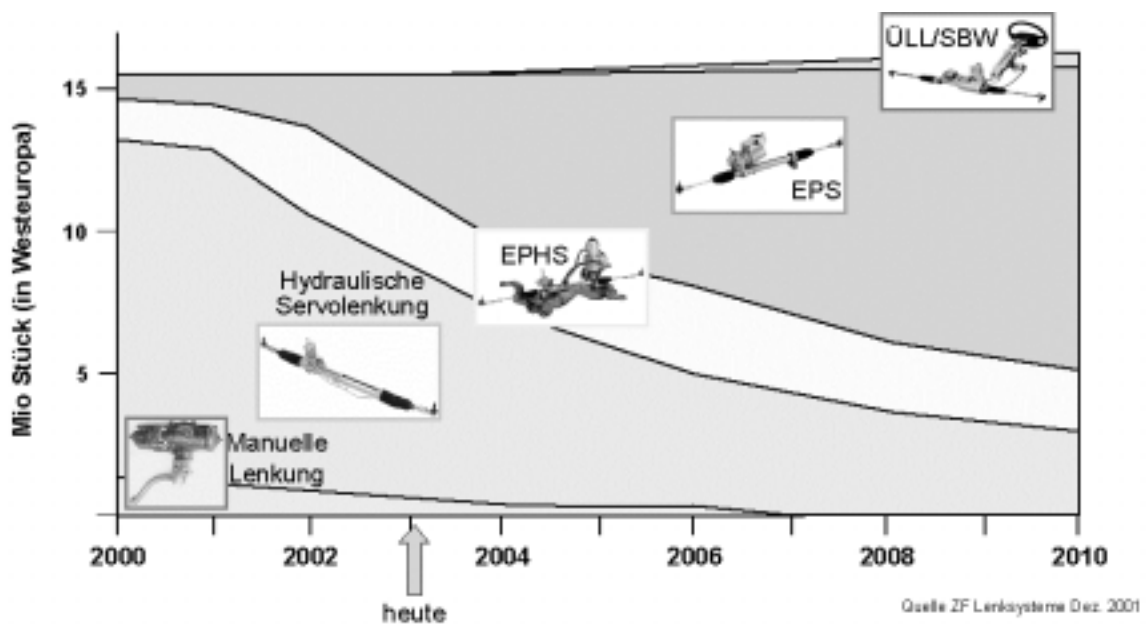 ÜLL/SBW
15
EPS
Mio Stück (in Westeuropa)
10
EPHS
Hydraulische
Servolenkung
5
Manuelle
Lenkung
2000 2002 2004 2006 2008 2010
heute
Quelle ZF Lenksysteme Dez. 2001